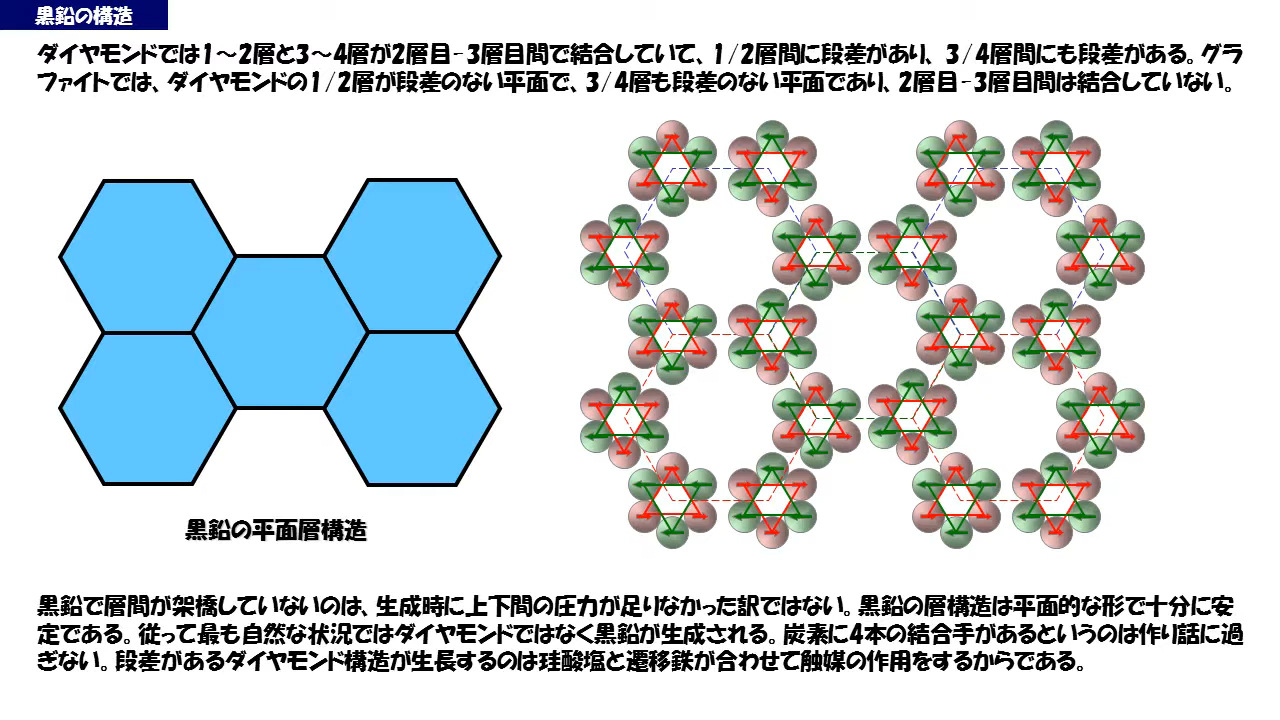 黒鉛の構造
ダイヤモンドでは1～2層と3～4層が2層目-3層目間で結合していて、1/2層間に段差があり、3/4層間にも段差がある。グラ
ファイトでは、ダイヤモンドの1/2層が段差のない平面で、3/4層も段差のない平面であり、2層目-3層目間は結合していない。
黒鉛の平面層構造
黒鉛で層間が架橋していないのは、生成時に上下間の圧力が足りなかった訳ではない。黒鉛の層構造は平面的な形で十分に安
定である。従って最も自然な状況ではダイヤモンドではなく黒鉛が生成される。炭素に4本の結合手があるというのは作り話に過
ぎない。段差があるダイヤモンド構造が生長するのは珪酸塩と遷移鉄が合わせて触媒の作用をするからである。